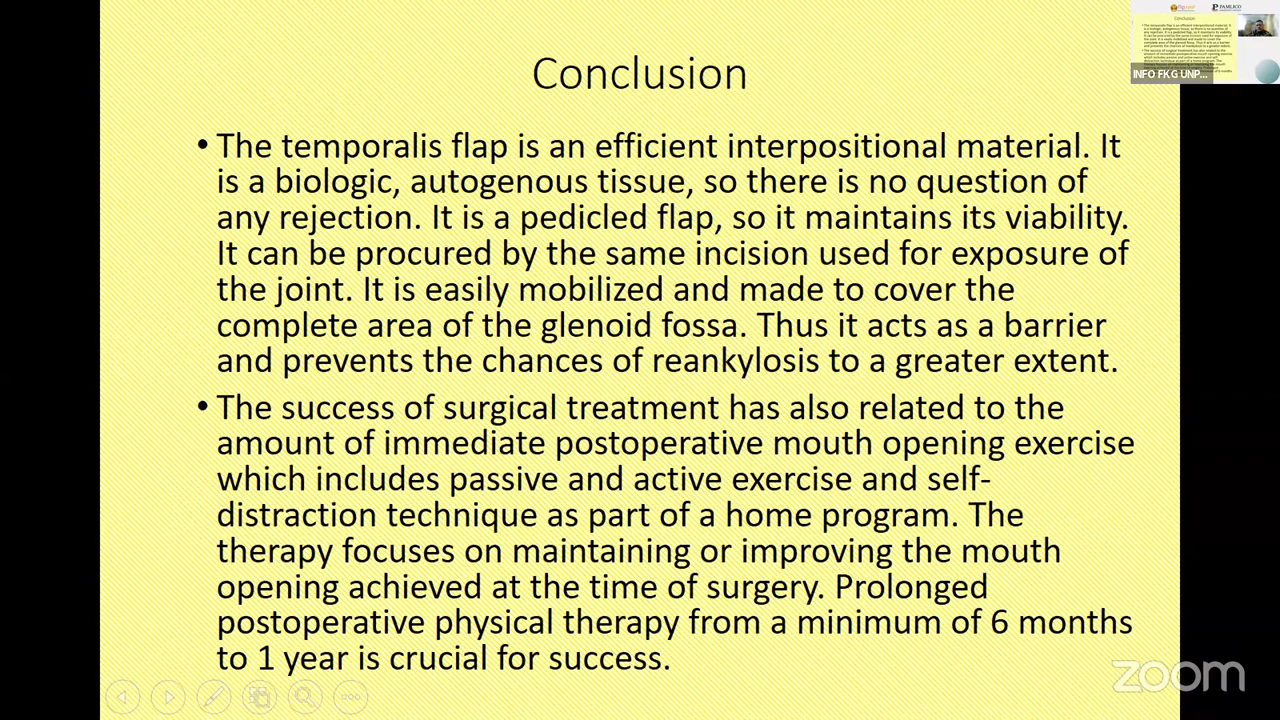 Conclusion
• The temporalis flap is an efficient interpositional material. It
is a biologic, autogenous tissue, so there is no question of
any rejection. It is a pedicled flap, so it maintains its viability.
It can be procured by the same incision used for exposure of
the joint. It is easily mobilized and made to cover the
complete area of the glenoid fossa. Thus it acts as a barrier
and prevents the chances of reankylosis to a greater extent.
• The success of surgical treatment has also related to the
amount of immediate postoperative mouth opening exercise
which includes passive and active exercise and self-
distraction technique as part of a home program. The
therapy focuses on maintaining or improving the mouth
opening achieved at the time of surgery. Prolonged
postoperative physical therapy from a minimum of 6 months
to 1 year is crucial for success.
PAMLICO
Conclusion
INFO FKG UNP...
zoom